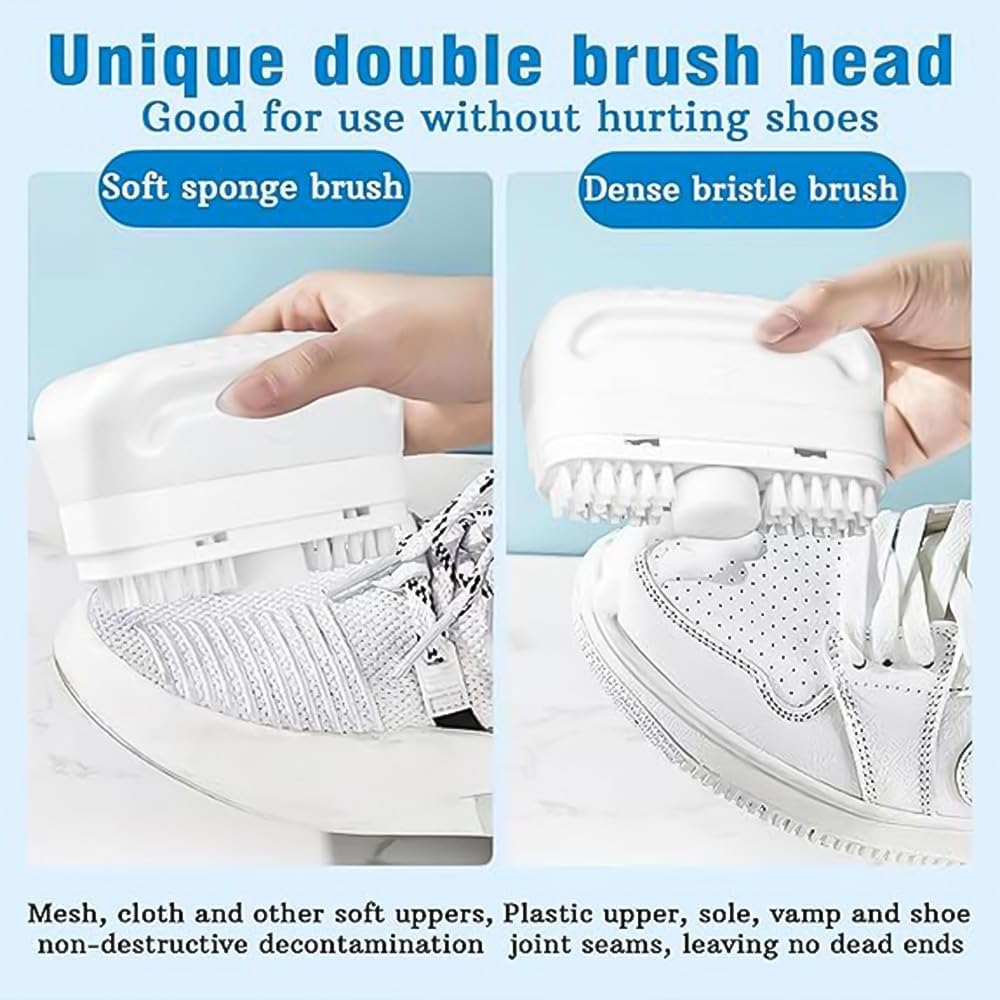 Unique double brush head
Good for use without hurting shoes
Soft sponge brush
Dense bristle brush
Mesh, cloth and other soft uppers,
non-destructive decontamination
Plastic upper, sole, vamp and shoe
joint seams, leaving no dead ends